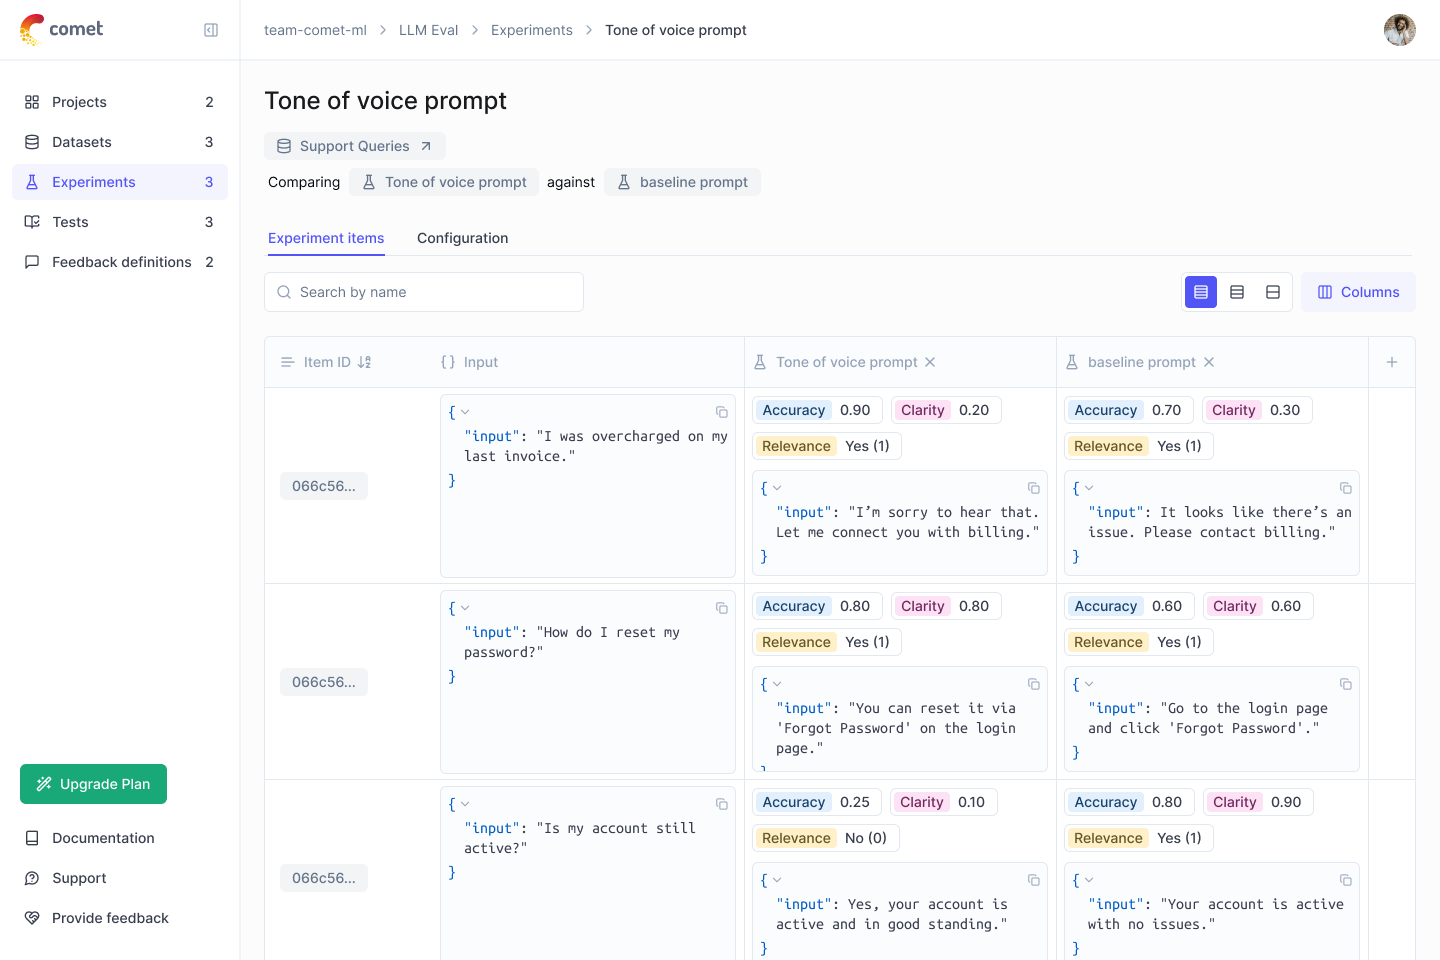 comet
team-comet-ml > LLM Eval > Experiments > Tone of voice prompt
Projects 2
Datasets 3
Experiments 3
Tests 3
Feedback definitions 2
Upgrade Plan
Documentation
Support
Provide feedback
Tone of voice prompt
Support Queries
Comparing Tone of voice prompt against baseline prompt
Experiment items Configuration
Search by name
Columns
Item ID {} Input Tone of voice prompt baseline prompt
066c56...
{
"input": "I was overcharged on my
last invoice."
}
Accuracy 0.90 Clarity 0.20
Relevance Yes (1)
{
"input": "I’m sorry to hear that.
Let me connect you with billing."
}
Accuracy 0.70 Clarity 0.30
Relevance Yes (1)
{
"input": It looks like there’s an
issue. Please contact billing."
}
066c56...
{
"input": "How do I reset my
password?"
}
Accuracy 0.80 Clarity 0.80
Relevance Yes (1)
{
"input": "You can reset it via
'Forgot Password' on the login
page."
}
Accuracy 0.60 Clarity 0.60
Relevance Yes (1)
{
"input": "Go to the login page
and click 'Forgot Password'."
}
066c56...
{
"input": "Is my account still
active?"
}
Accuracy 0.25 Clarity 0.10
Relevance No (0)
{
"input": Yes, your account is
active and in good standing."
}
Accuracy 0.80 Clarity 0.90
Relevance Yes (1)
{
"input": "Your account is active
with no issues."
}